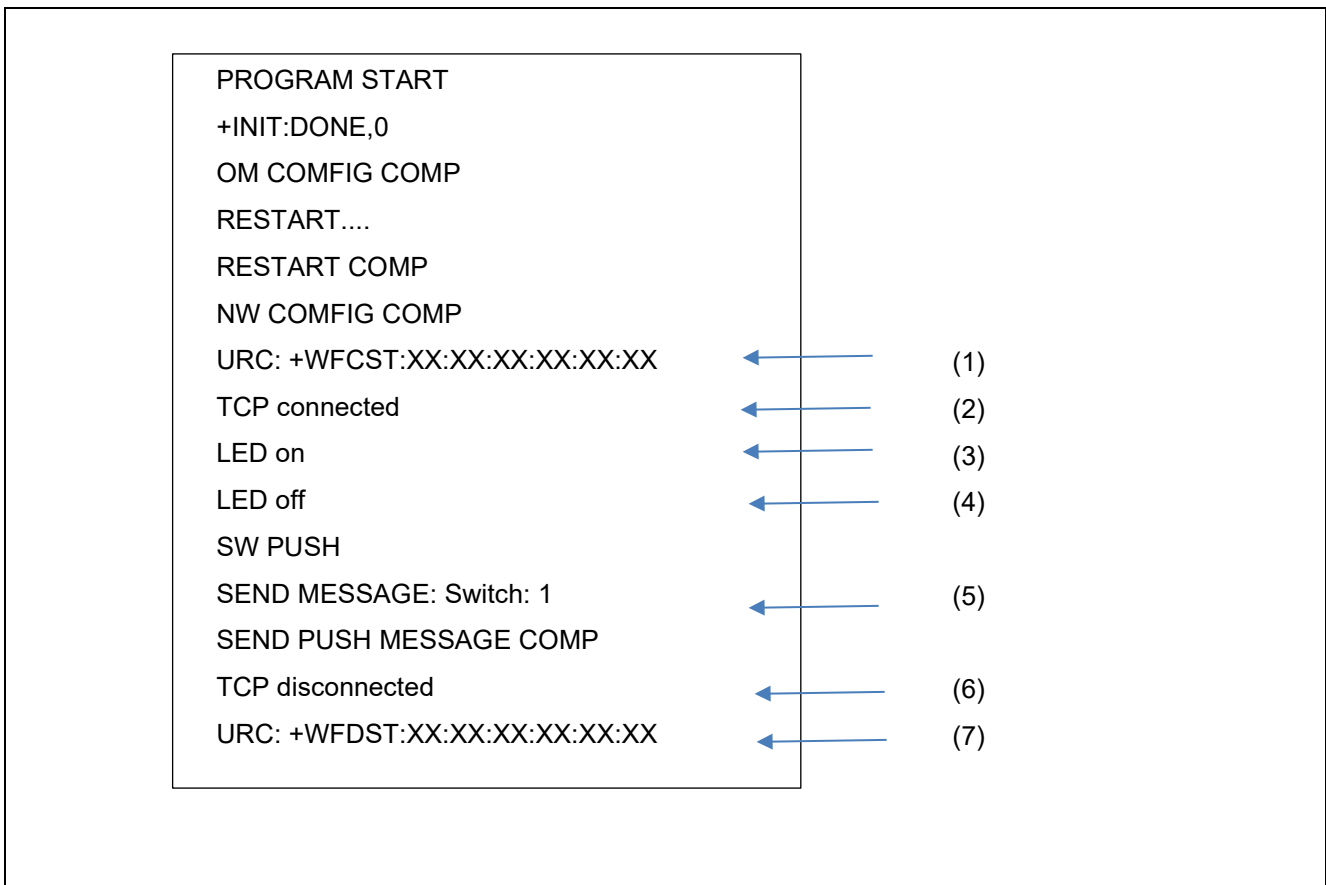 PROGRAM START
+INIT:DONE,0
OM COMFIG COMP
RESTART....
RESTART COMP
NW COMFIG COMP
URC: +WFCST:XX:XX:XX:XX:XX:XX (1)
TCP connected (2)
LED on (3)
LED off (4)
SW PUSH
SEND MESSAGE: Switch: 1 (5)
SEND PUSH MESSAGE COMP
TCP disconnected (6)
URC: +WFDST:XX:XX:XX:XX:XX:XX (7)